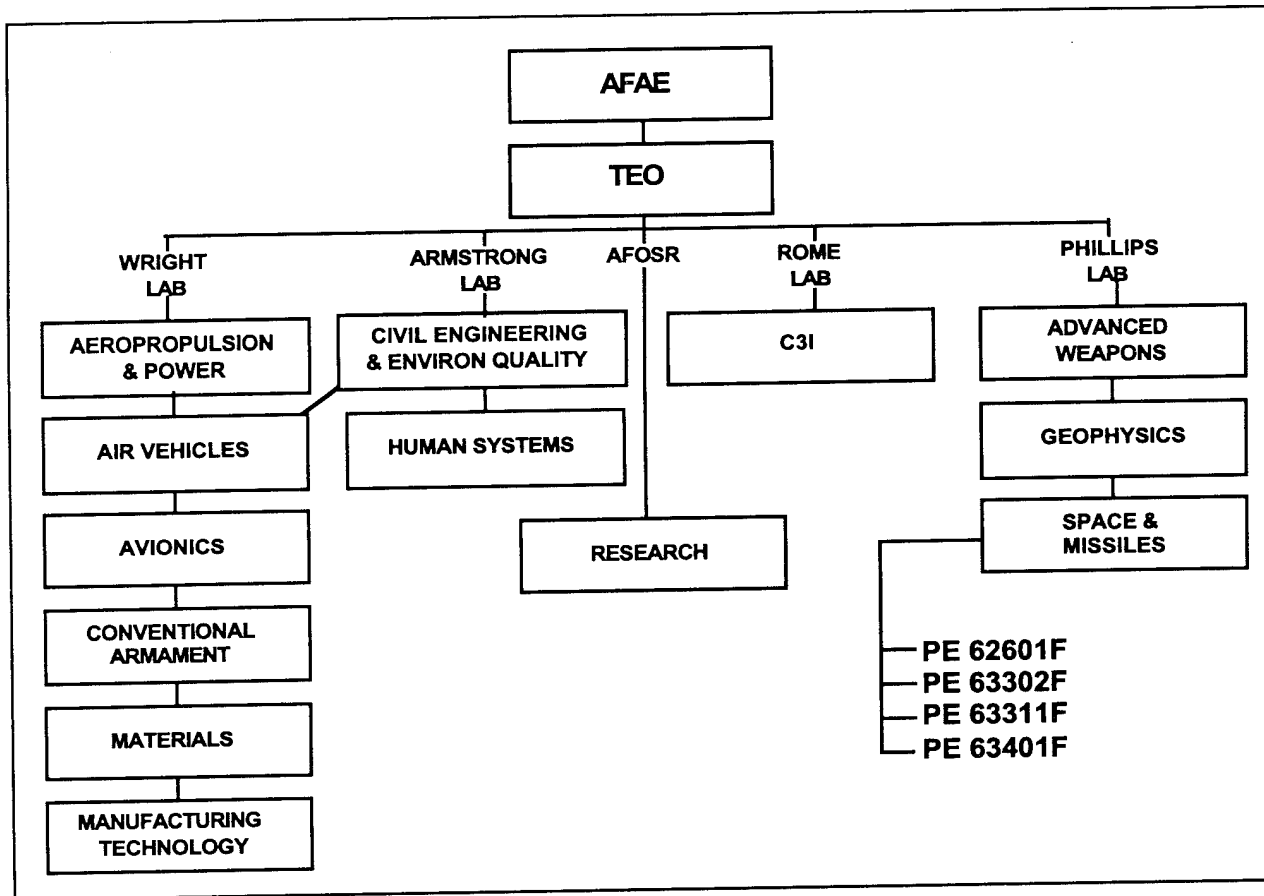 AFAE
TEO
WRIGHT
LAB
AEROPROPULSION
& POWER
AIR VEHICLES
AVIONICS
CONVENTIONAL
ARMAMENT
MATERIALS
MANUFACTURING
TECHNOLOGY
ARMSTRONG
LAB
CIVIL ENGINEERING
& ENVIRON QUALITY
HUMAN SYSTEMS
AFOSR
RESEARCH
ROME
LAB
C3I
PHILLIPS
LAB
ADVANCED
WEAPONS
GEOPHYSICS
SPACE &
MISSILES
PE 62601F
PE 63302F
PE 63311F
PE 63401F